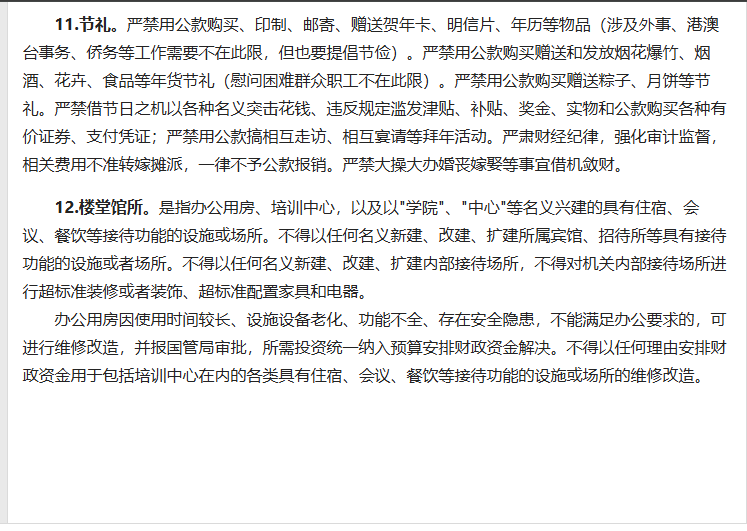 11.节礼。严禁用公款购买、印制、邮寄、赠送贺年卡、明信片、年历等物品（涉及外事、港澳
台事务、侨务等工作需要不在此限，但也要提倡节俭）。严禁用公款购买赠送和发放烟花爆竹、烟
酒、花卉、食品等年货节礼（慰问困难群众职工不在此限）。严禁用公款购买赠送粽子、月饼等节
礼。严禁借节日之机以各种名义突击花钱、违反规定滥发津贴、补贴、奖金、实物和公款购买各种有
价证券、支付凭证；严禁用公款搞相互走访、相互宴请等拜年活动。严肃财经纪律，强化审计监督，
相关费用不准转嫁摊派，一律不予公款报销。严禁大操大办婚丧嫁娶等事宜借机敛财。
12.楼堂馆所。是指办公用房、培训中心，以及以"学院"、"中心"等名义兴建的具有住宿、会
议、餐饮等接待功能的设施或场所。不得以任何名义新建、改建、扩建所属宾馆、招待所等具有接待
功能的设施或者场所。不得以任何名义新建、改建、扩建内部接待场所，不得对机关内部接待场所进
行超标准装修或者装饰、超标准配置家具和电器。
办公用房因使用时间较长、设施设备老化、功能不全、存在安全隐患，不能满足办公要求的，可
进行维修改造，并报国管局审批，所需投资统一纳入预算安排财政资金解决。不得以任何理由安排财
政资金用于包括培训中心在内的各类具有住宿、会议、餐饮等接待功能的设施或场所的维修改造。